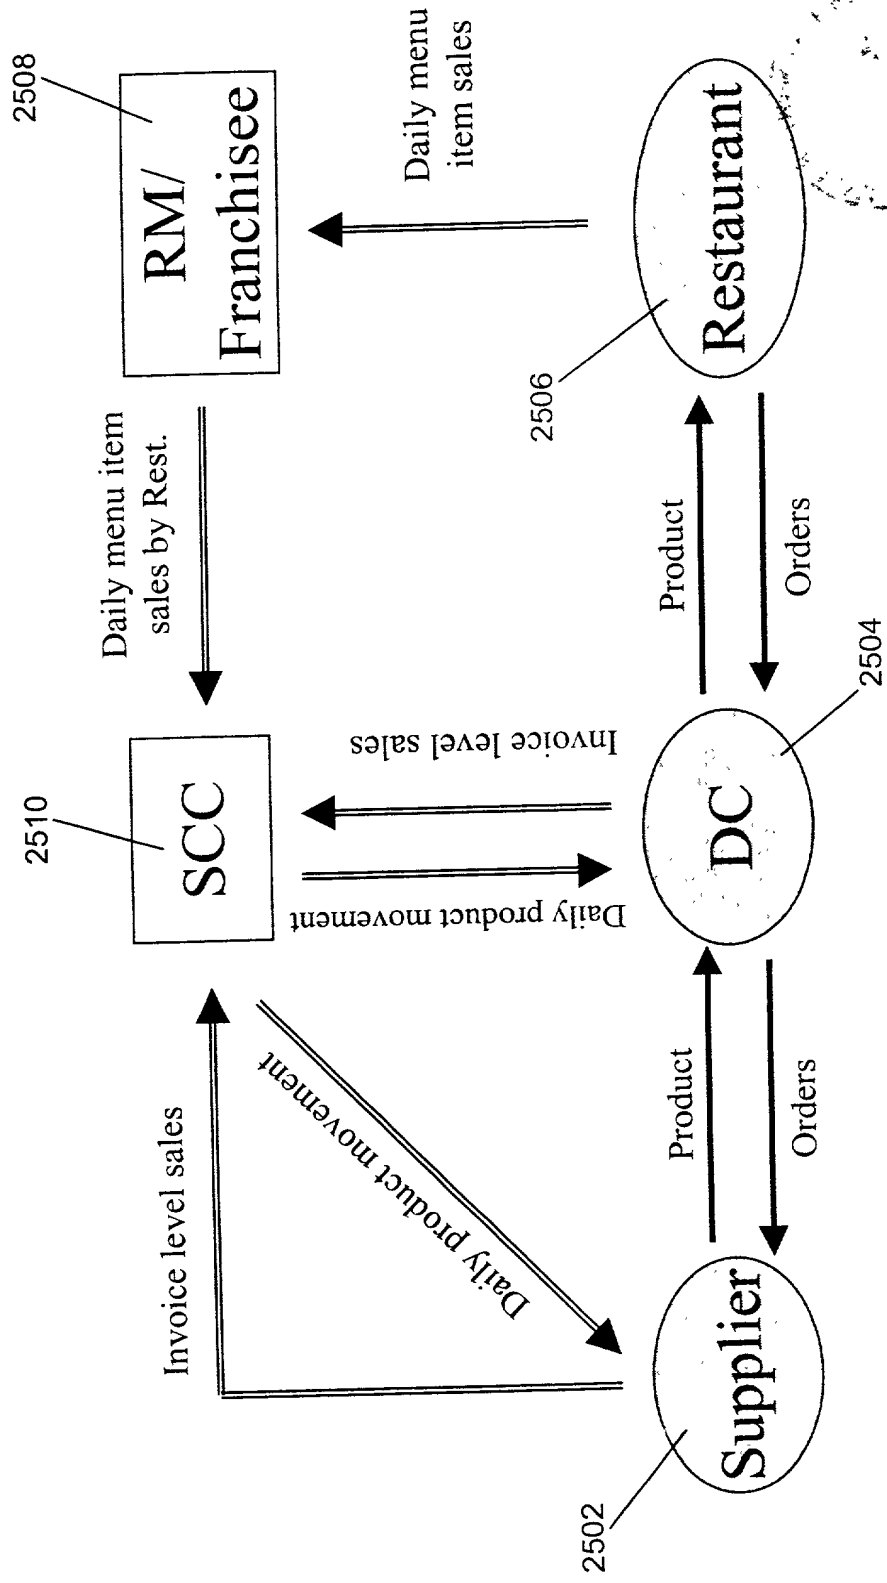 2510
2508
Invoice level sales
Daily menu item
sales by Rest.
SCC
RM/
Franchisee
Daily product movement
Daily product movement
Invoice level sales
Daily menu
item sales
2506
Product
Product
Supplier
DC
Restaurant
Orders
Orders
2502
2504